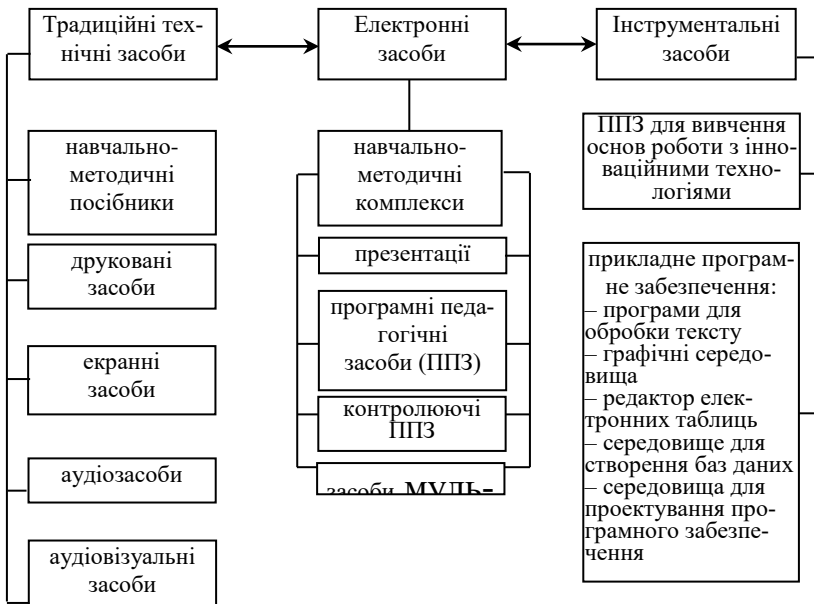 Традиційні тех-
нічні засоби
Електронні
засоби
Інструментальні
засоби
навчально-
методичні
посібники
друковані
засоби
екранні
засоби
аудіозасоби
аудіовізуальні
засоби
навчально-
методичні
комплекси
презентації
програмні педа-
гогічні
засоби (ППЗ)
контролюючі
ППЗ
засоби муль-
ППЗ для вивчення
основ роботи з інно-
ваційними техно-
логіями
прикладне програм-
не забезпечення:
– програми для
обробки тексту
– графічні середо-
вища
– редактор елек-
тронних таблиць
– середовище для
створення баз даних
– середовища для
проектування про-
грамного забезпе-
чення